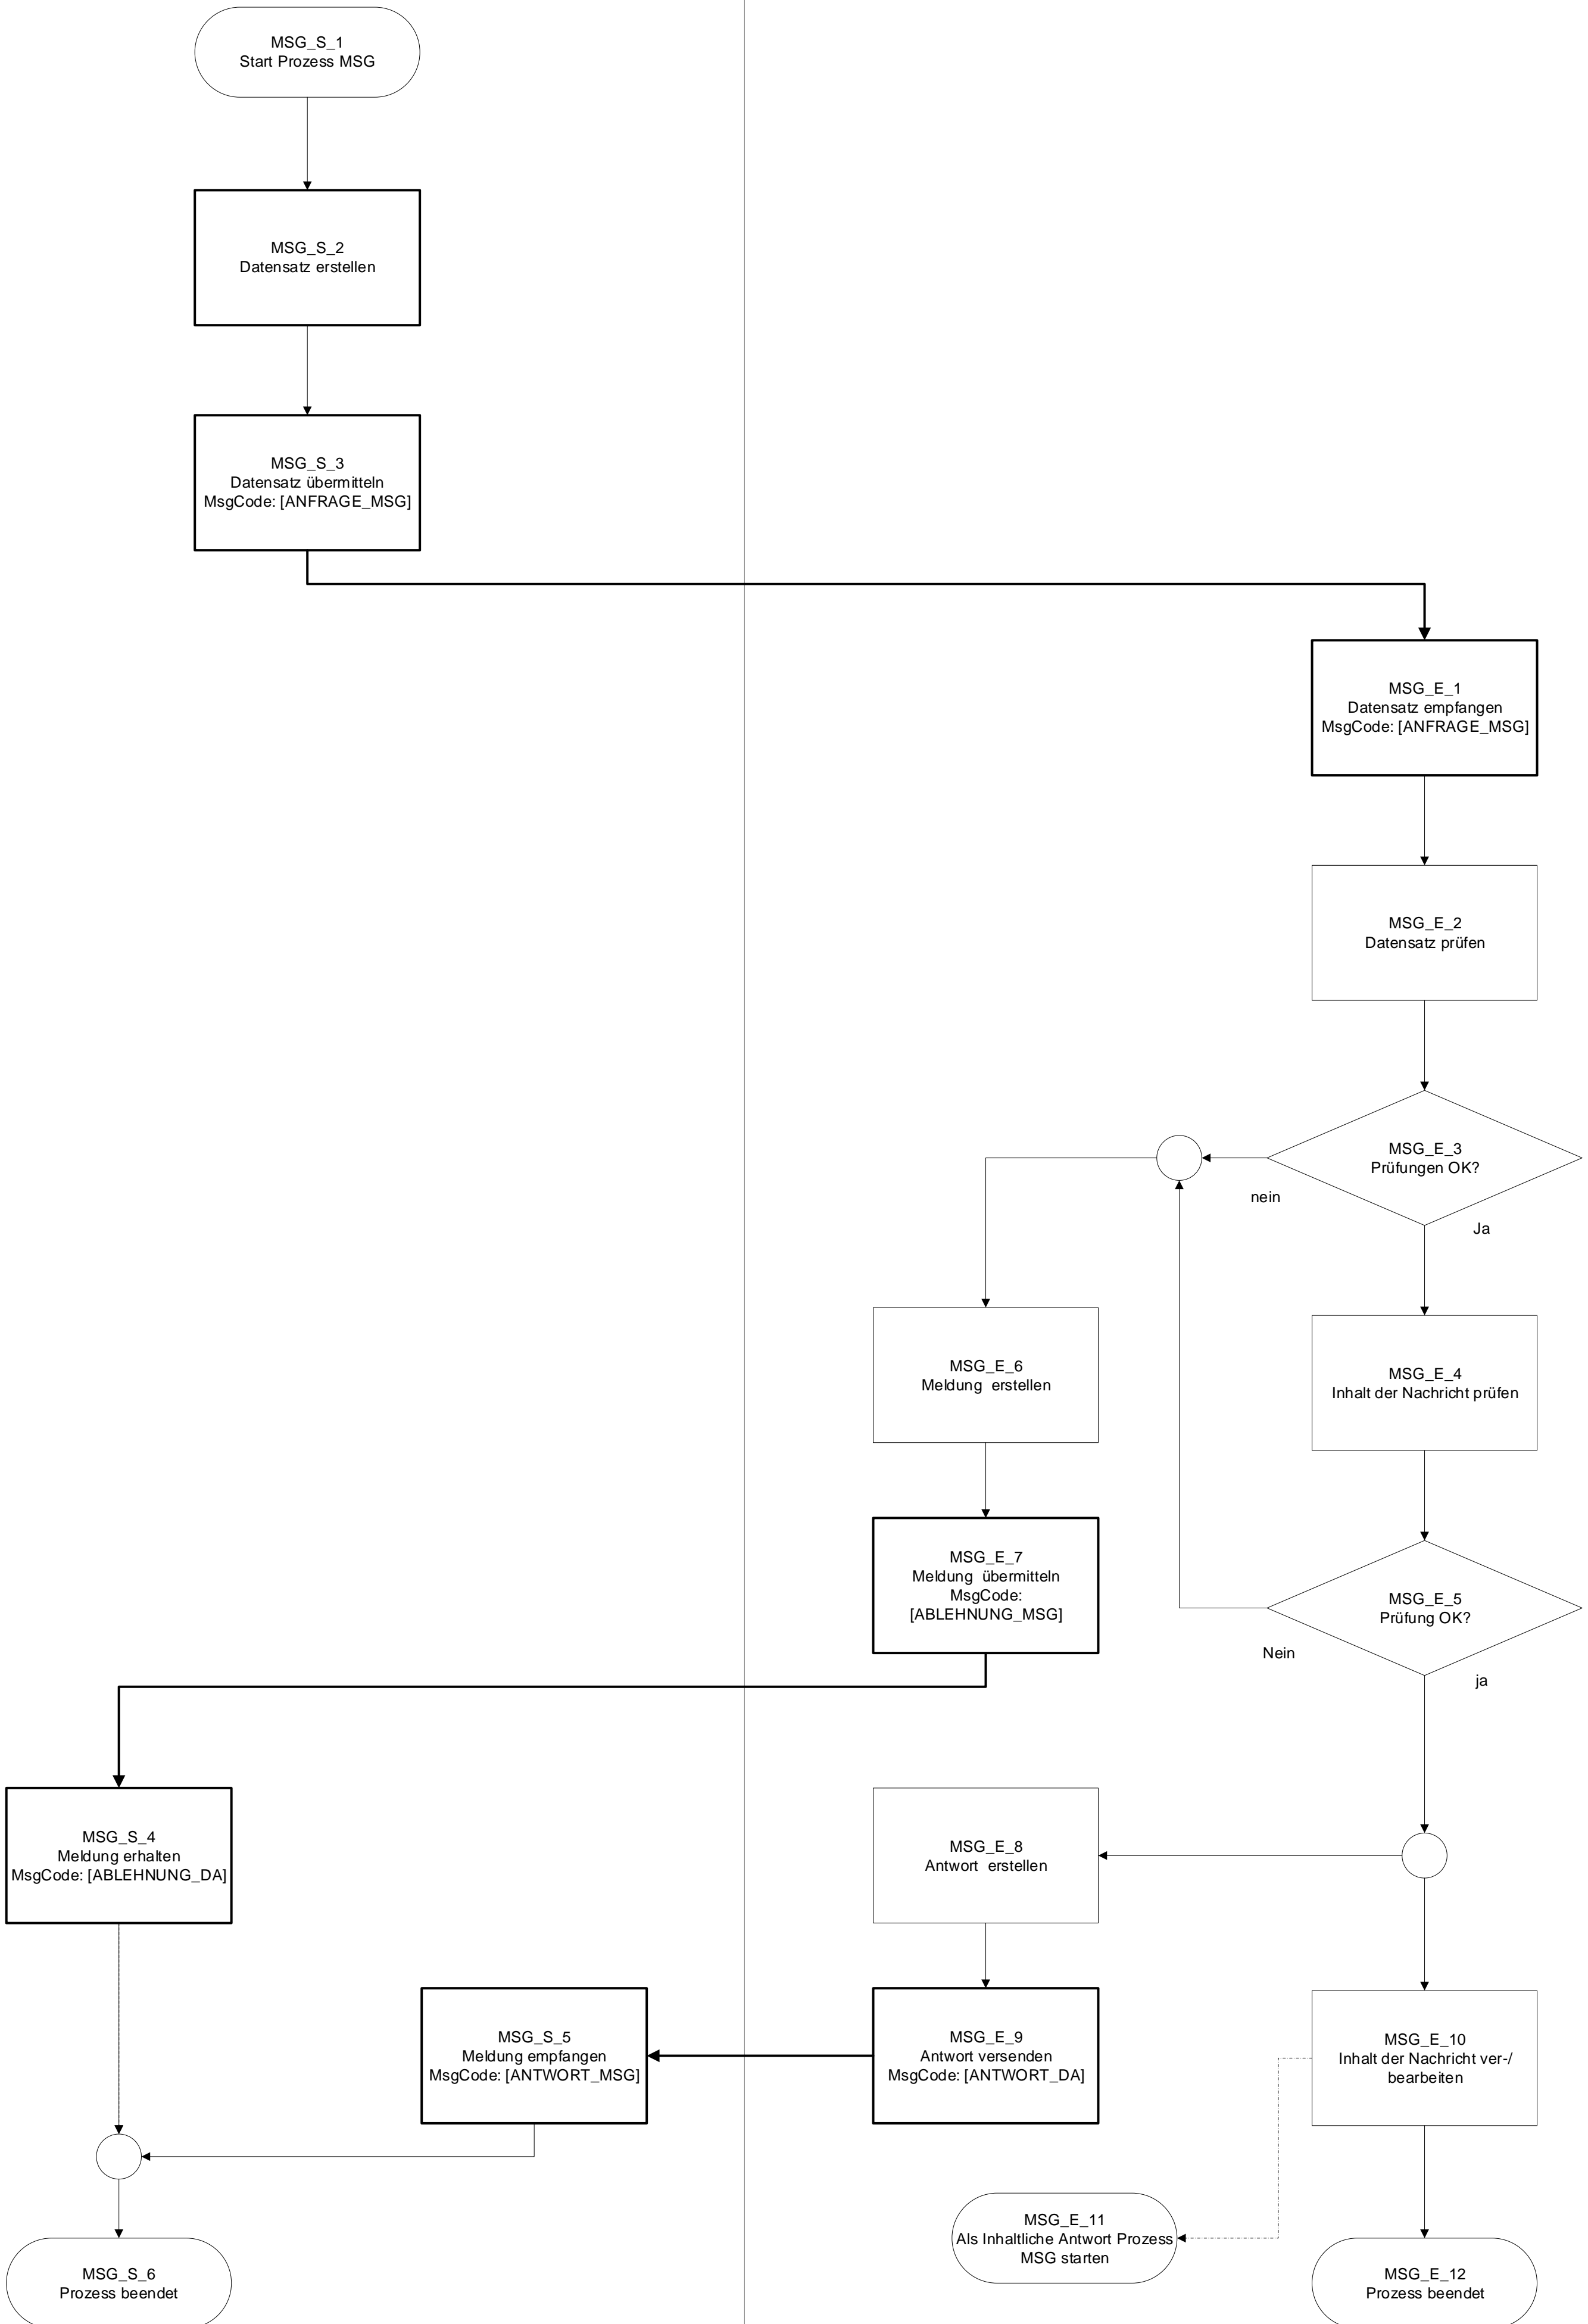 MSG_S_1
Start Prozess MSG
MSG_S_2
Datensatz erstellen
MSG_S_3
Datensatz übermitteln
MsgCode: [ANFRAGE_MSG]
MSG_E_1
Datensatz empfangen
MsgCode: [ANFRAGE_MSG]
MSG_E_2
Datensatz prüfen
MSG_E_3
Prüfungen OK?
nein
Ja
MSG_E_6
Meldung  erstellen
MSG_E_4
Inhalt der Nachricht prüfen
MSG_E_7
Meldung  übermitteln
MsgCode:
[ABLEHNUNG_MSG]
MSG_E_5
Prüfung OK?
Nein
ja
MSG_S_4
Meldung erhalten
MsgCode: [ABLEHNUNG_DA]
MSG_E_8
Antwort  erstellen
MSG_S_5
Meldung empfangen
MsgCode: [ANTWORT_MSG]
MSG_E_9
Antwort versenden
MsgCode: [ANTWORT_DA]
MSG_E_10
Inhalt der Nachricht ver-/
bearbeiten
MSG_E_11
Als Inhaltliche Antwort Prozess
MSG starten
MSG_S_6
Prozess beendet
MSG_E_12
Prozess beendet